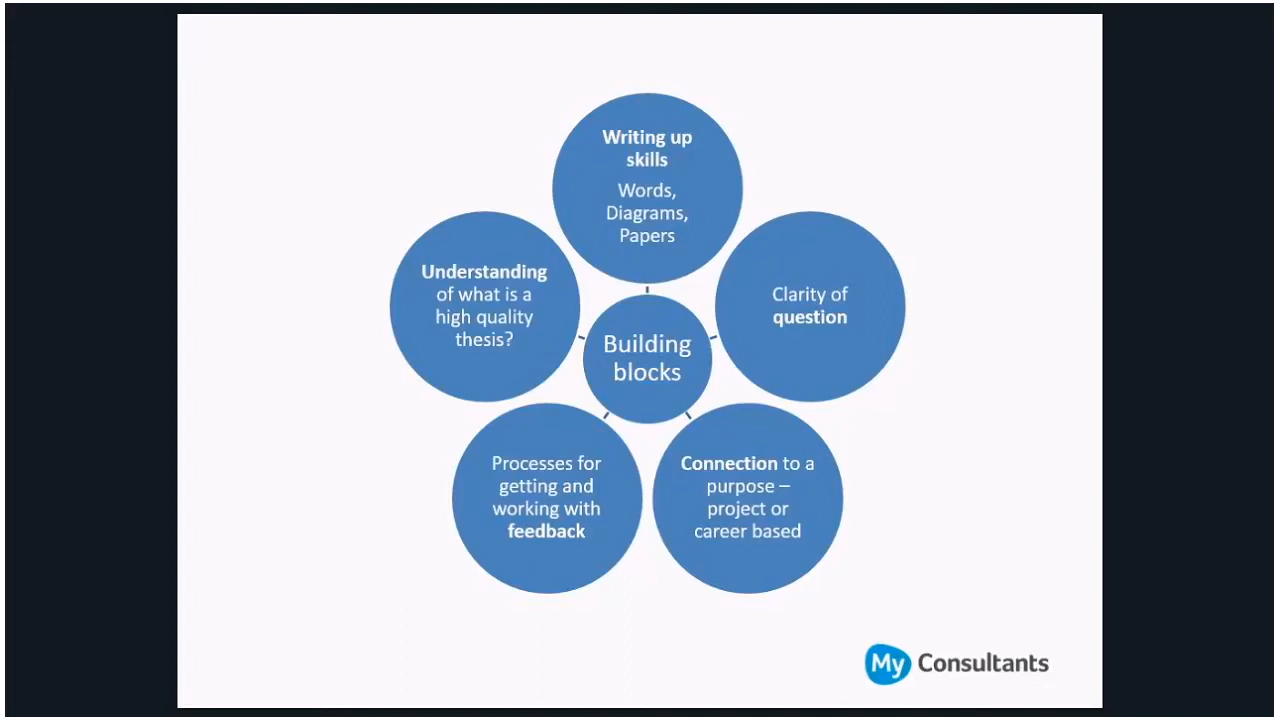 Writing up
skills
Words,
Diagrams,
Papers
Understanding
of what is a
high quality
thesis?
Clarity of
question
Building
blocks
Processes for
getting and
working with
feedback
Connection to a
purpose –
project or
career based
My Consultants